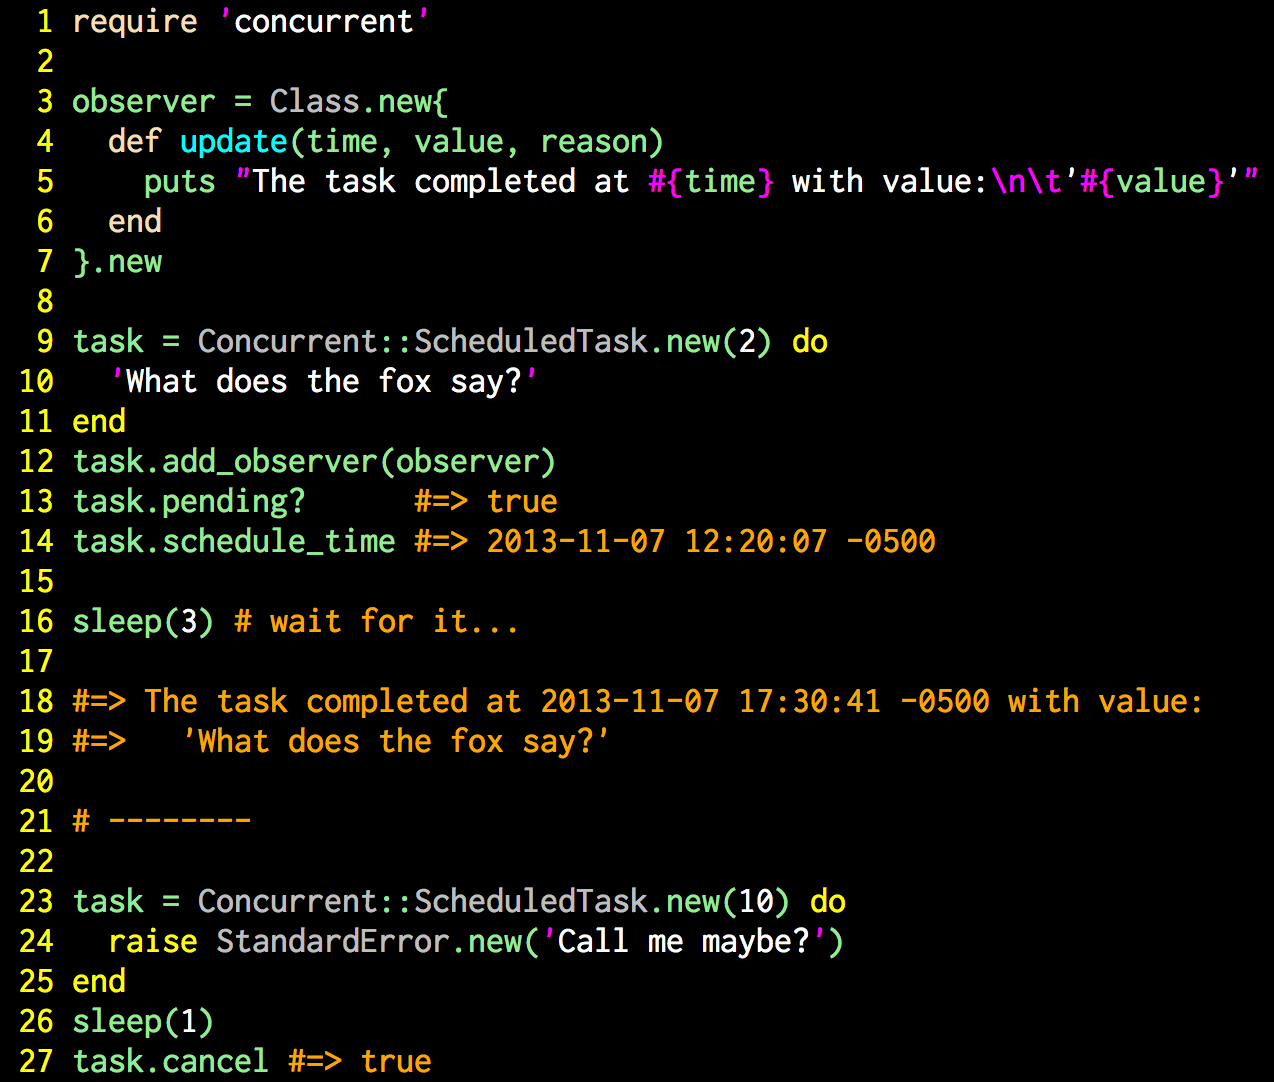 1 require 'concurrent'
2
3 observer = Class.new{
4   def update(time, value, reason)
5     puts "The task completed at #{time} with value:\n\t'#{value}'"
6   end
7 }.new
8
9 task = Concurrent::ScheduledTask.new(2) do
10   'What does the fox say?'
11 end
12 task.add_observer(observer)
13 task.pending?      #=> true
14 task.schedule_time #=> 2013-11-07 12:20:07 -0500
15
16 sleep(3) # wait for it...
17
18 #=> The task completed at 2013-11-07 17:30:41 -0500 with value:
19 #=>   'What does the fox say?'
20
21 # --------
22
23 task = Concurrent::ScheduledTask.new(10) do
24   raise StandardError.new('Call me maybe?')
25 end
26 sleep(1)
27 task.cancel #=> true